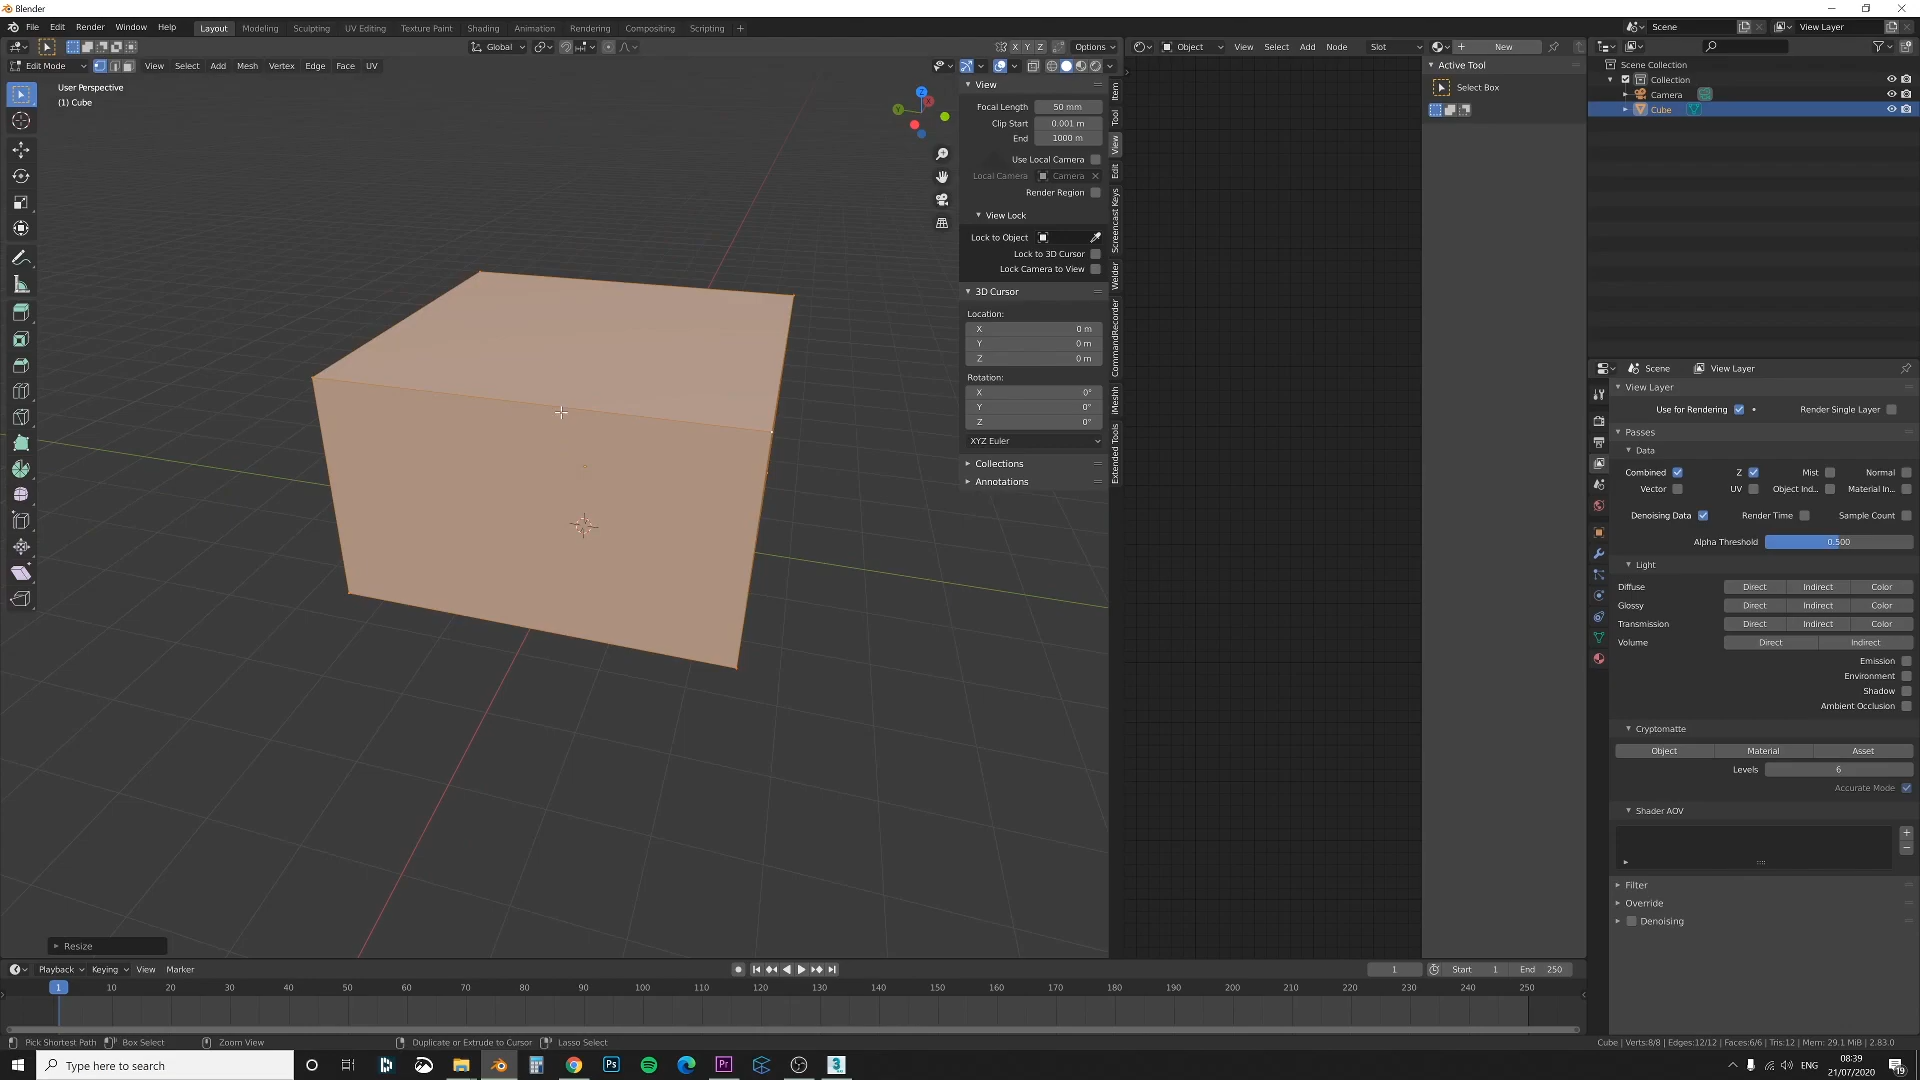 Blender
File Edit Render Window Help
Layout Modeling Sculpting UV Editing Texture Paint Shading Animation Rendering Compositing Scripting +
Scene
View Layer
Global
X Y Z Options
Object View Select Add Node Slot
New
Edit Mode View Select Add Mesh Vertex Edge Face UV
User Perspective
(1) Cube
Z
Y
X
View
Focal Length 50 mm
Clip Start 0.001 m
End 1000 m
Use Local Camera
Local Camera Camera
Render Region
View Lock
Lock to Object
Lock to 3D Cursor
Lock Camera to View
3D Cursor
Location:
X 0 m
Y 0 m
Z 0 m
Rotation:
X 0°
Y 0°
Z 0°
XYZ Euler
Collections
Annotations
Item
Tool
View
Edit
Screencast Keys
Welder
CommandRecorder
iMeshh
Extended Tools
Active Tool
Select Box
Scene Collection
Collection
Camera
Cube
Scene View Layer
View Layer
Use for Rendering Render Single Layer
Passes
Data
Combined Z Mist Normal
Vector UV Object Ind... Material In...
Denoising Data Render Time Sample Count
Alpha Threshold 0.500
Light
Diffuse Direct Indirect Color
Glossy Direct Indirect Color
Transmission Direct Indirect Color
Volume Direct Indirect
Emission
Environment
Shadow
Ambient Occlusion
Cryptomatte
Object Material Asset
Levels 6
Accurate Mode
Shader AOV
Filter
Override
Denoising
Resize
Playback Keying View Marker
1 Start 1 End 250
1 10 20 30 40 50 60 70 80 90 100 110 120 130 140 150 160 170 180 190 200 210 220 230 240 250
Pick Shortest Path Box Select Zoom View Duplicate or Extrude to Cursor Lasso Select
Cube | Verts:8/8 | Edges:12/12 | Faces:6/6 | Tris:12 | Mem: 29.1 MiB | 2.83.0
Type here to search
Ps
Pr
3
ENG
08:39
21/07/2020
19